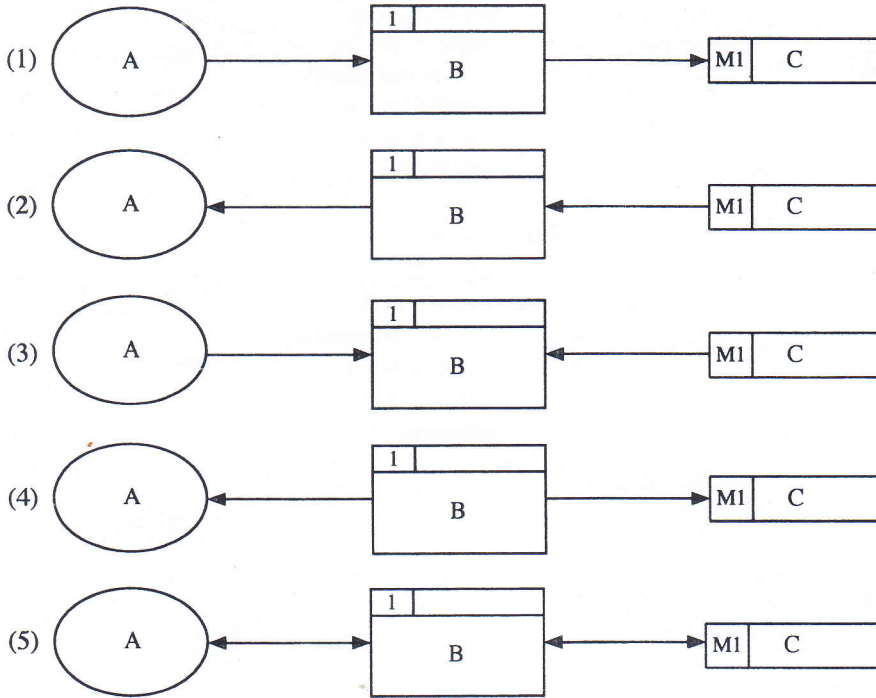 1
(1) A B M1 C
1
(2) A B M1 C
1
(3) A B M1 C
1
(4) A B M1 C
1
(5) A B M1 C